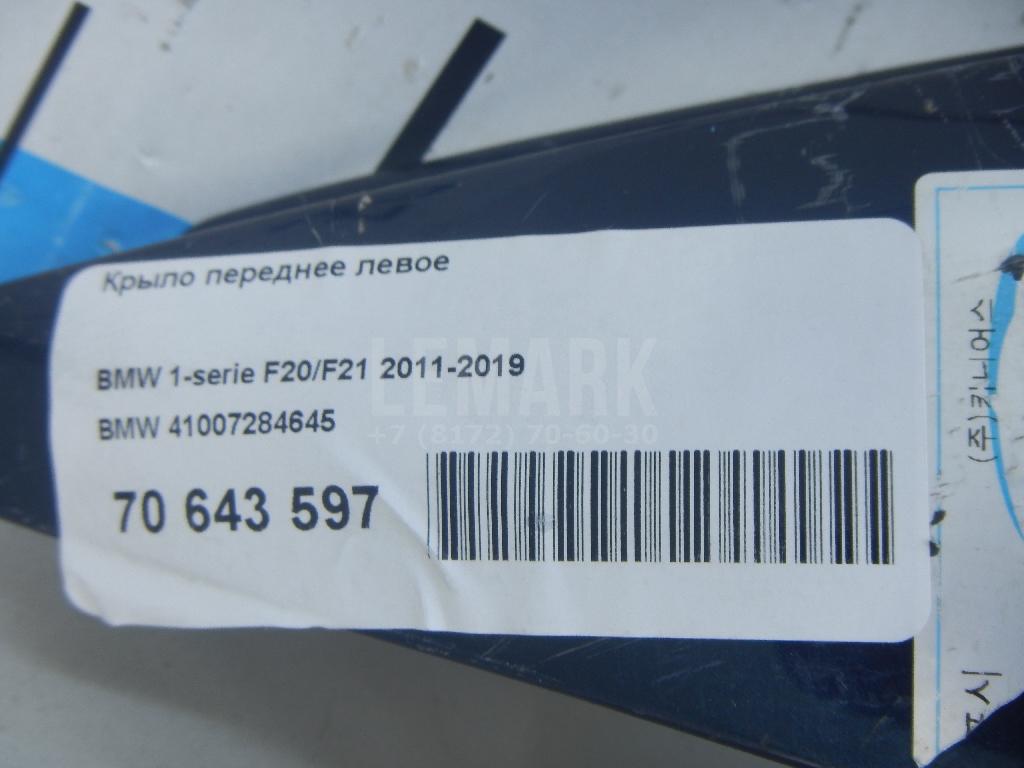 Крыло переднее левое
BMW 1-serie F20/F21 2011-2019
BMW 41007284645
70 643 597
LEMARK
+7 (8172) 70-60-30